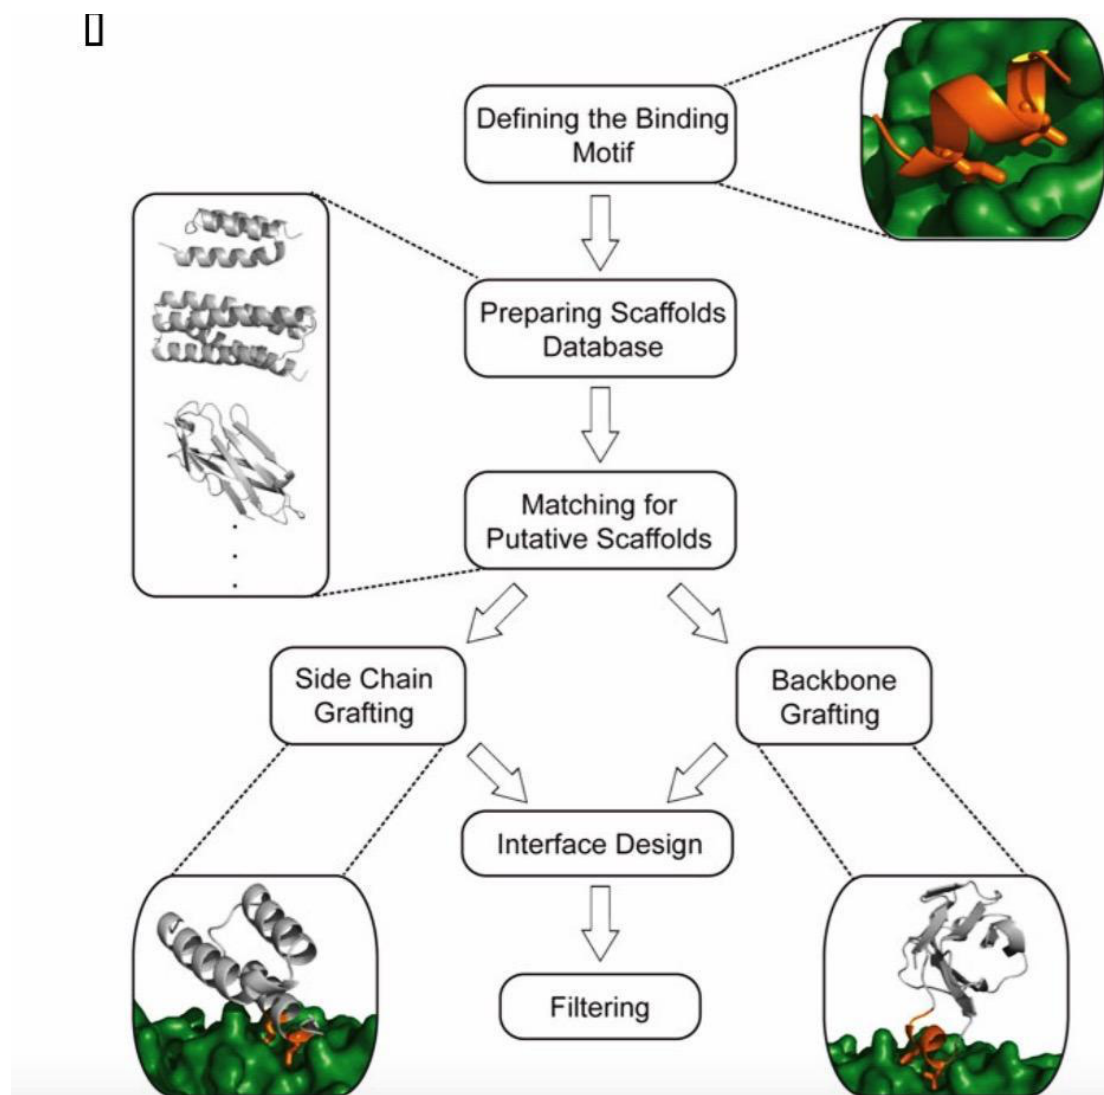 Defining the Binding
Motif
Preparing Scaffolds
Database
Matching for
Putative Scaffolds
Side Chain
Grafting
Backbone
Grafting
Interface Design
Filtering